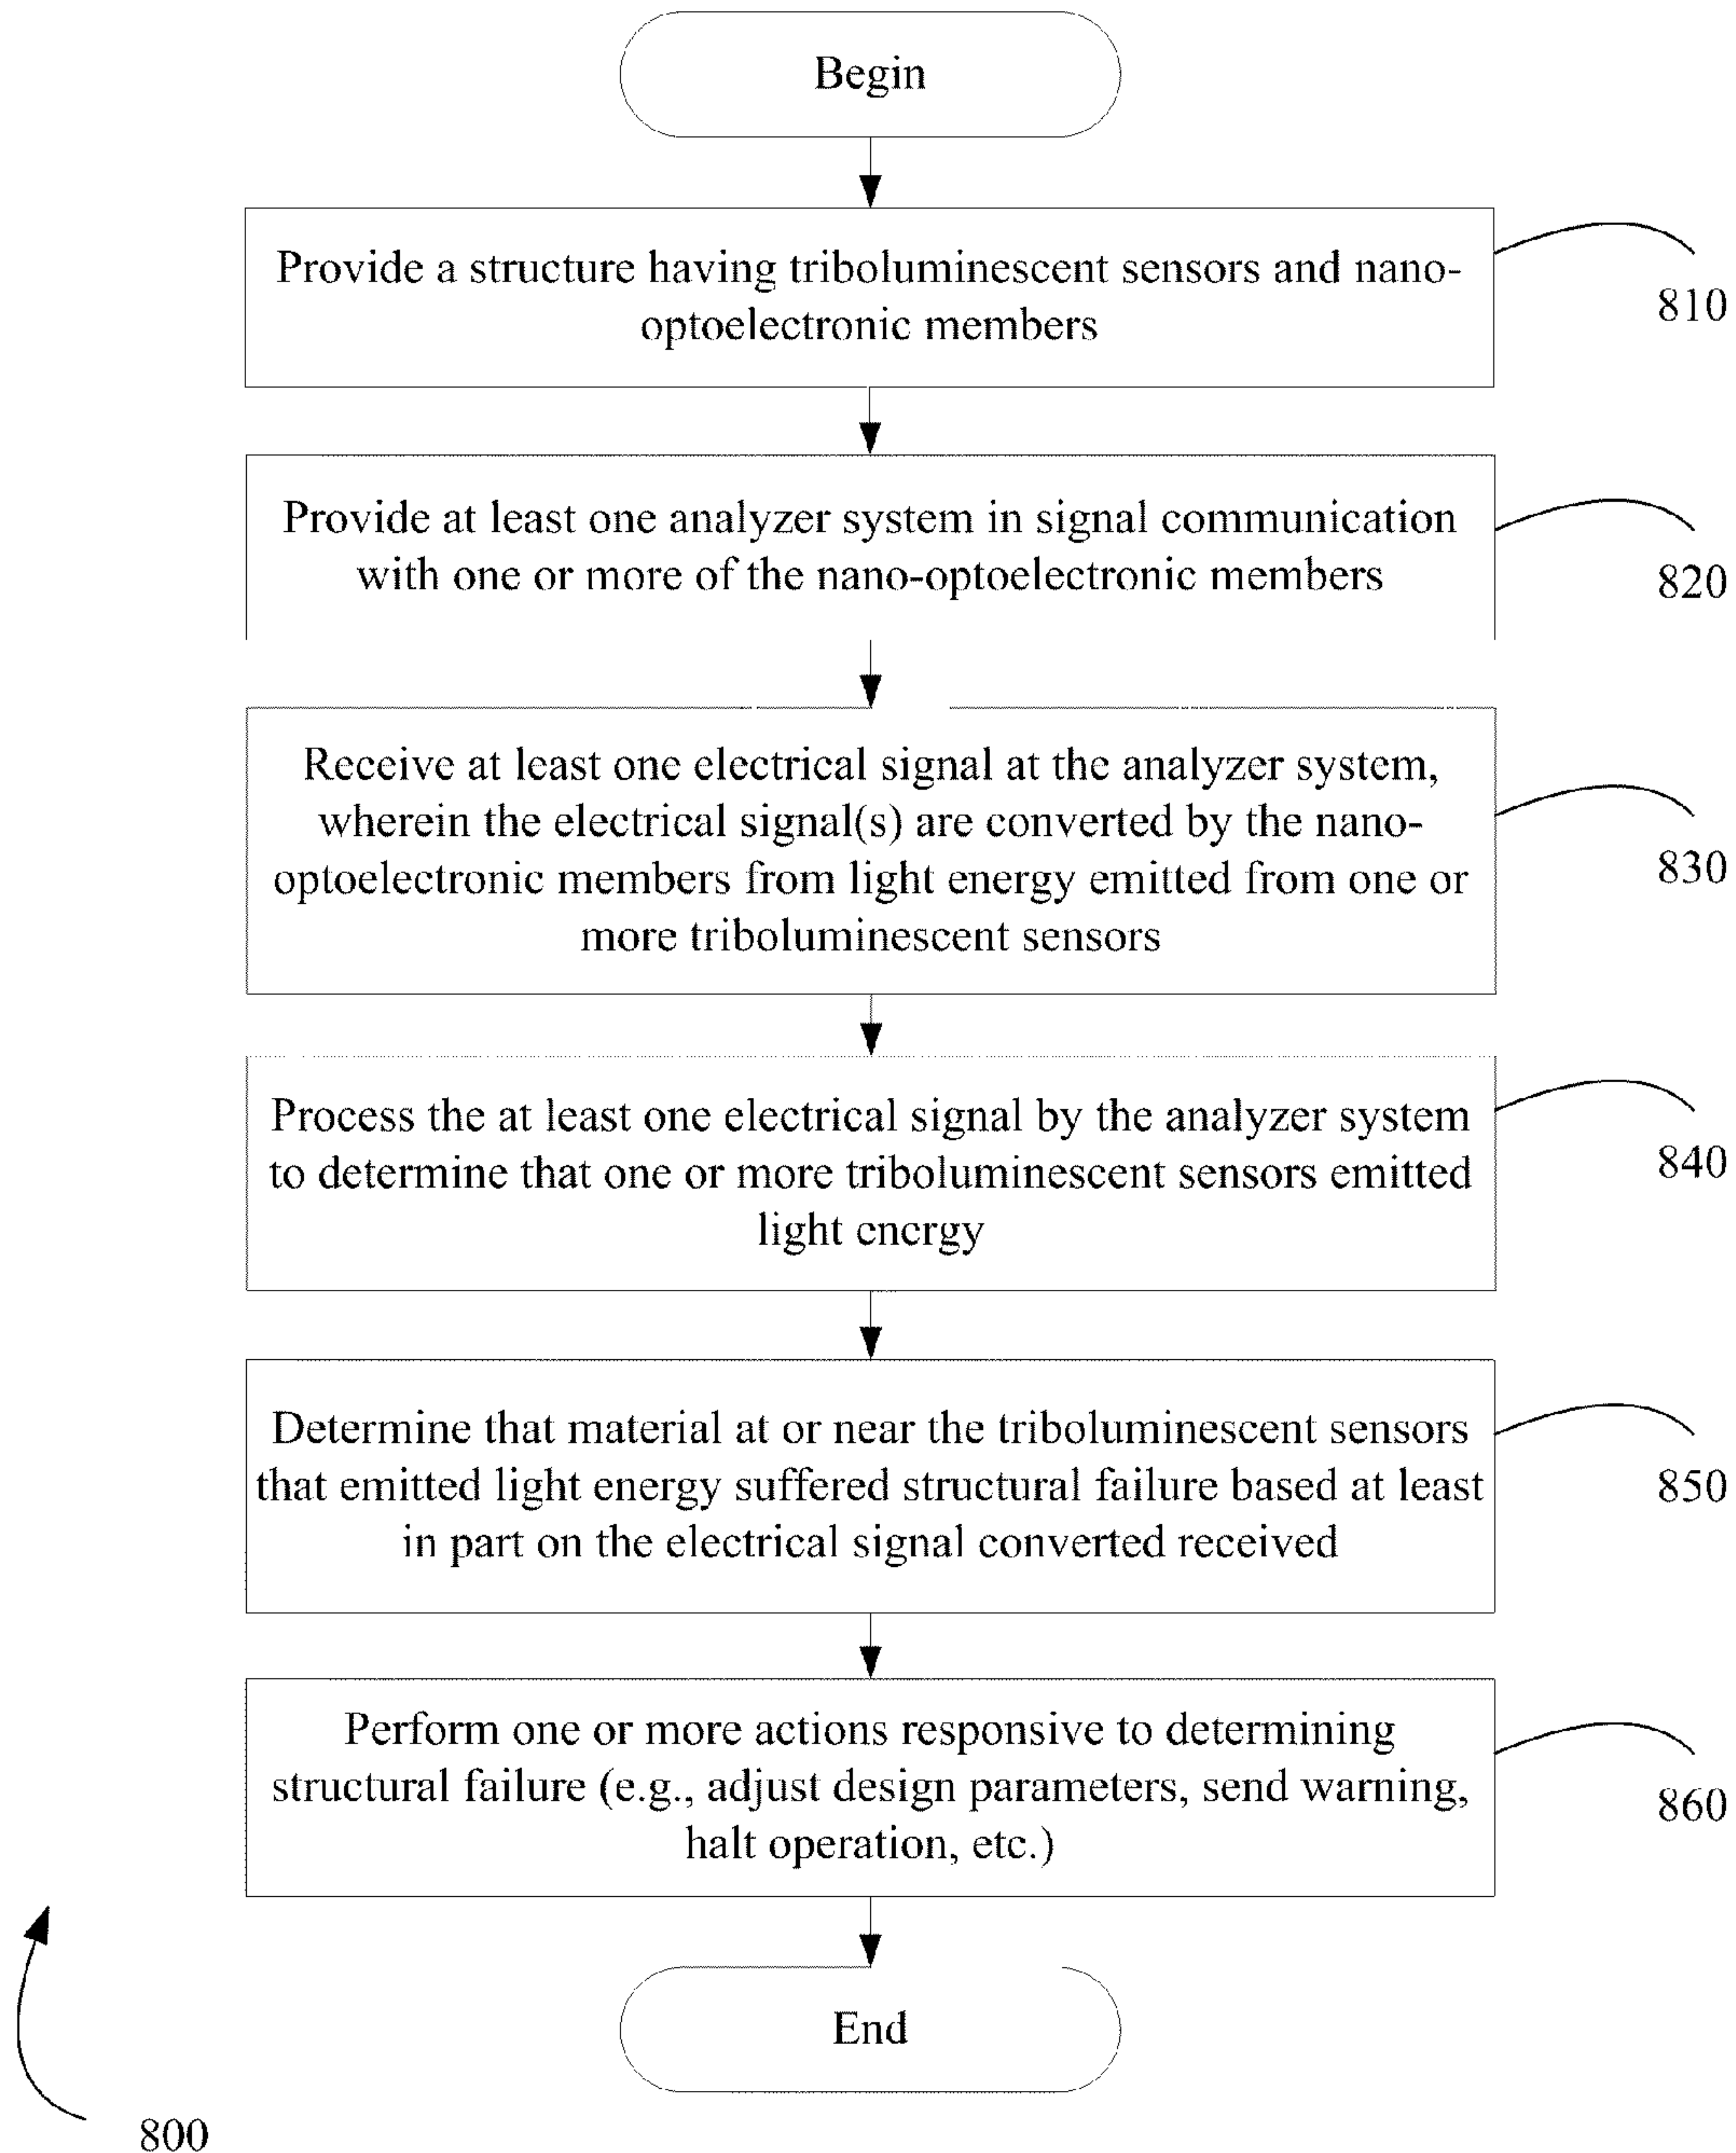 Begin
Provide a structure having triboluminescent sensors and nano-
optoelectronic members
810
Provide at least one analyzer system in signal communication
with one or more of the nano-optoelectronic members
820
Receive at least one electrical signal at the analyzer system,
wherein the electrical signal(s) are converted by the nano-
optoelectronic members from light energy emitted from one or
more triboluminescent sensors
830
Process the at least one electrical signal by the analyzer system
to determine that one or more triboluminescent sensors emitted
light energy
840
Determine that material at or near the triboluminescent sensors
that emitted light energy suffered structural failure based at least
in part on the electrical signal converted received
850
Perform one or more actions responsive to determining
structural failure (e.g., adjust design parameters, send warning,
halt operation, etc.)
860
End
800